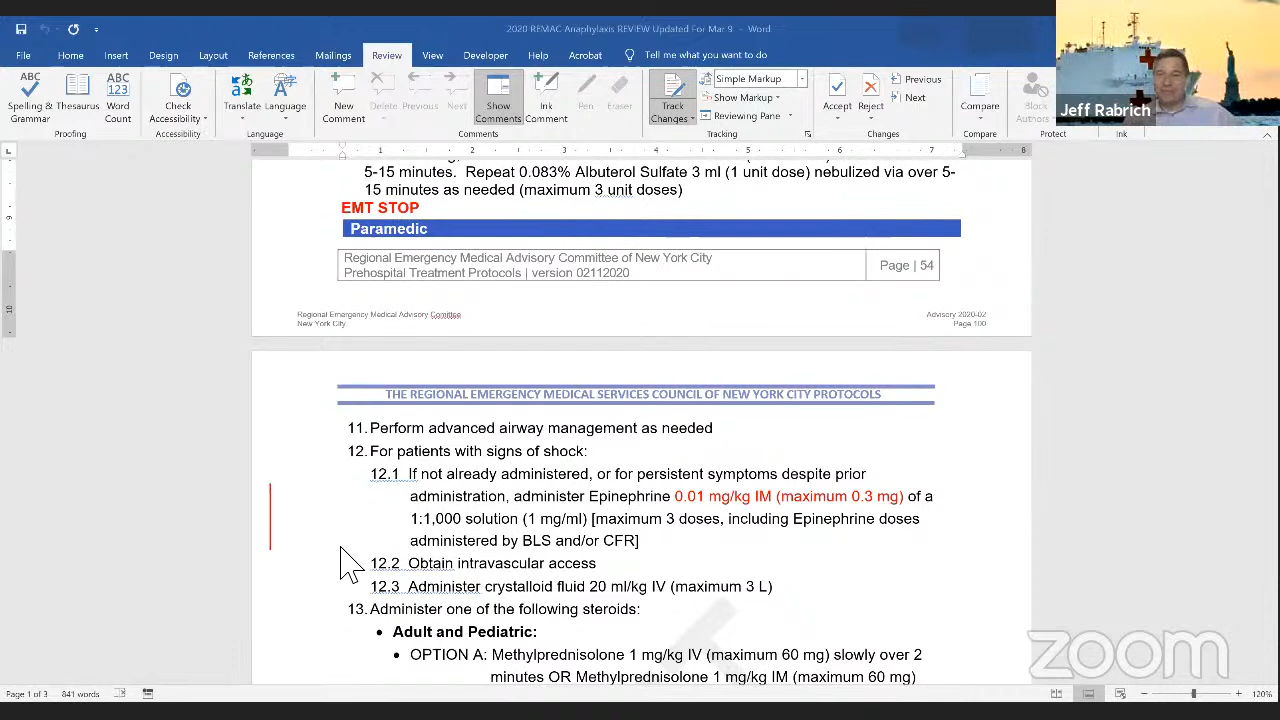 2020 REMAC Anaphylaxis REVIEW Updated For Mar 9 - Word
File Home Insert Design Layout References Mailings Review View Developer Help Acrobat Tell me what you want to do
Spelling & Grammar
Thesaurus
Word Count
Proofing
Check Accessibility
Accessibility
Translate
Language
Language
New Comment
Delete
Previous
Next
Show Comments
Ink Comment
Pen
Eraser
Comments
Track Changes
Simple Markup
Show Markup
Reviewing Pane
Tracking
Accept
Reject
Previous
Next
Changes
Compare
Compare
Block Authors
Protect
Ink
Jeff Rabrich
1 2 3 4 5 6 7 8
9
10
5-15 minutes. Repeat 0.083% Albuterol Sulfate 3 ml (1 unit dose) nebulized via over 5-
15 minutes as needed (maximum 3 unit doses)
EMT STOP
Paramedic
Regional Emergency Medical Advisory Committee of New York City
Prehospital Treatment Protocols | version 02112020
Page | 54
Regional Emergency Medical Advisory Comittee
New York City
Advisory 2020-02
Page 100
THE REGIONAL EMERGENCY MEDICAL SERVICES COUNCIL OF NEW YORK CITY PROTOCOLS
11. Perform advanced airway management as needed
12. For patients with signs of shock:
12.1 If not already administered, or for persistent symptoms despite prior
administration, administer Epinephrine 0.01 mg/kg IM (maximum 0.3 mg) of a
1:1,000 solution (1 mg/ml) [maximum 3 doses, including Epinephrine doses
administered by BLS and/or CFR]
12.2 Obtain intravascular access
12.3 Administer crystalloid fluid 20 ml/kg IV (maximum 3 L)
13. Administer one of the following steroids:
• Adult and Pediatric:
• OPTION A: Methylprednisolone 1 mg/kg IV (maximum 60 mg) slowly over 2
minutes OR Methylprednisolone 1 mg/kg IM (maximum 60 mg)
zoom
Page 1 of 3 841 words
120%